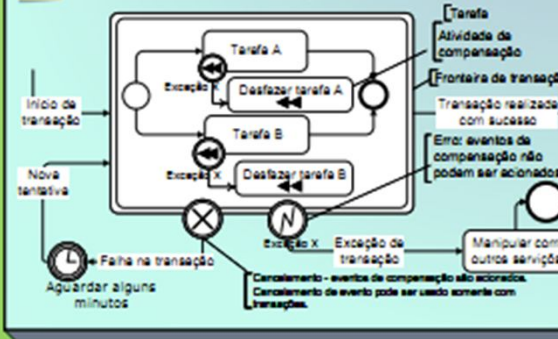 Tarefa
Atividade de
compensação
Tarefa A
Exceção X
Desfazer tarefa A
Fronteira de transaç
Início de
transação
Transação realizada
com sucesso
Tarefa B
Erro: eventos de
compensação não
podem ser acionados
Exceção X
Desfazer tarefa B
Nova
tentativa
Exceção X
Exceção de
transação
Manipular com
outros serviço
Falha na transação
Aguardar alguns
minutos
Cancelamento - eventos de compensação são acionados.
Cancelamento de evento pode ser usado somente com
transações.